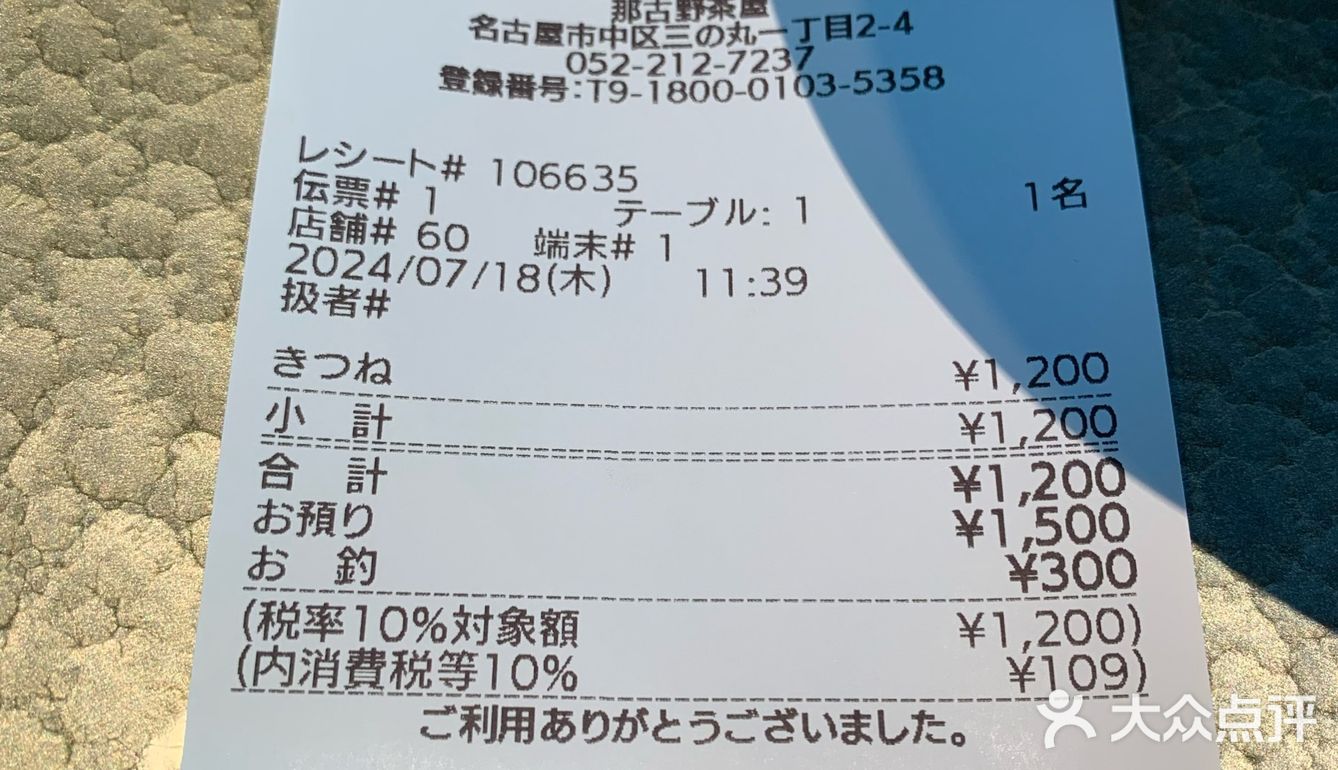 那古野茶屋
名古屋市中区三の丸一丁目2-4
052-212-7237
登録番号:T9-1800-0103-5358
レシート# 106635
伝票# 1 テーブル: 1 1名
店舗# 60 端末# 1
2024/07/18(木) 11:39
扱者#
きつね ¥1,200
小 計 ¥1,200
合 計 ¥1,200
お預り ¥1,500
お 釣 ¥300
(税率10%対象額 ¥1,200)
(内消費税等10% ¥109)
ご利用ありがとうございました。
大众点评